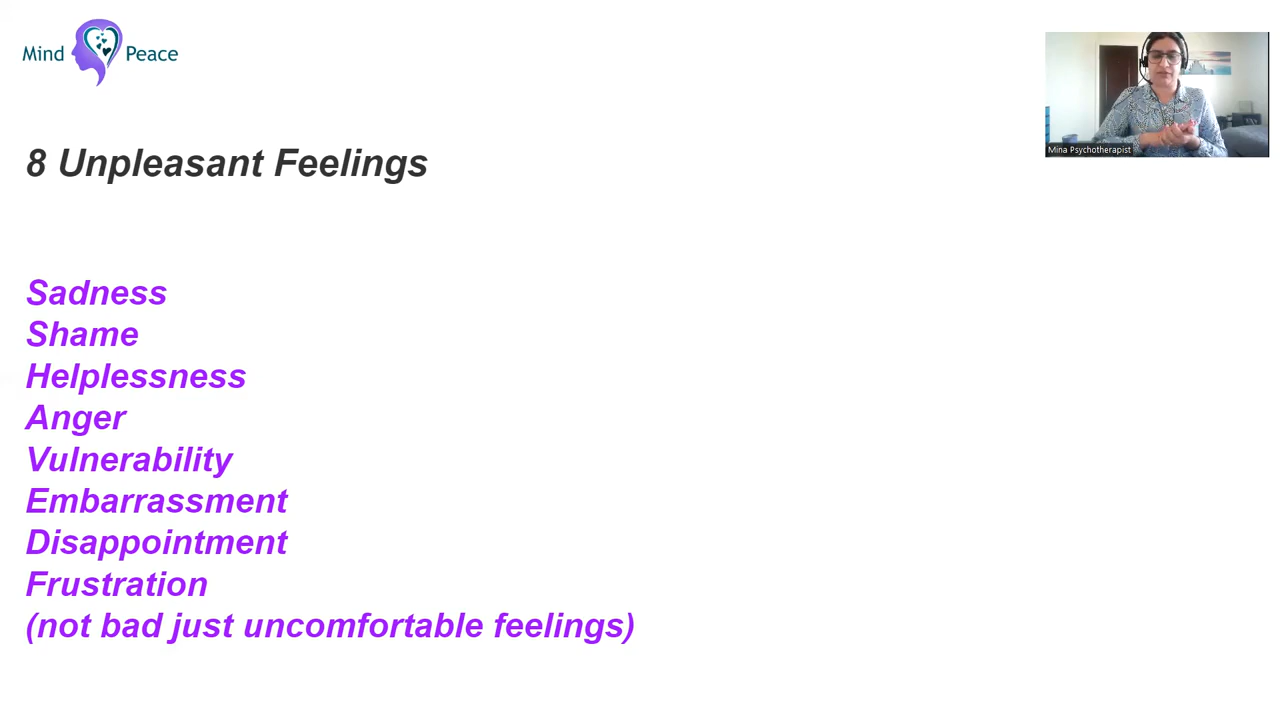 Mind Peace
Mina Psychotherapist
8 Unpleasant Feelings
Sadness
Shame
Helplessness
Anger
Vulnerability
Embarrassment
Disappointment
Frustration
(not bad just uncomfortable feelings)